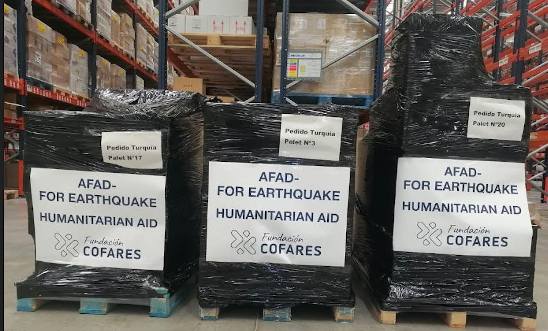 Pedido Turquía
Palet Nº17
AFAD-
FOR EARTHQUAKE
HUMANITARIAN AID
Fundación
COFARES
Pedido Turquía
Palet Nº3
AFAD-
FOR EARTHQUAKE
HUMANITARIAN AID
Fundación
COFARES
Pedido Turquía
Palet Nº20
AFAD-
FOR EARTHQUAKE
HUMANITARIAN AID
Fundación
COFARES